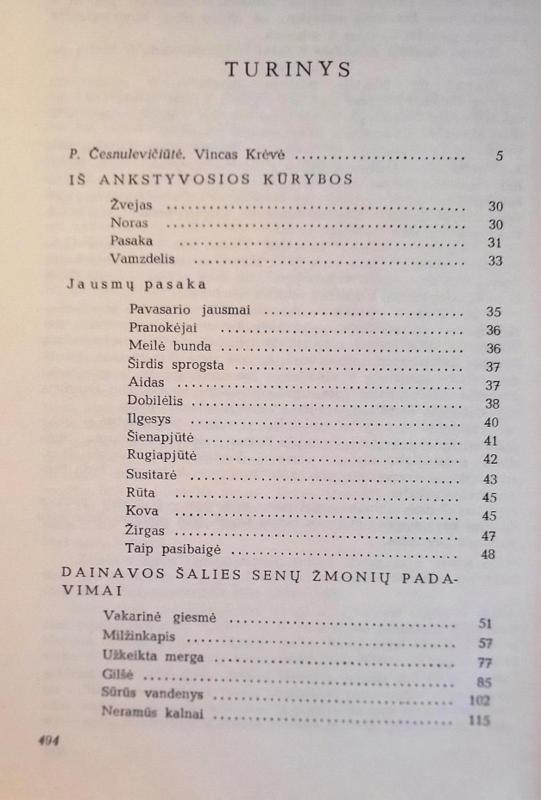 TURINYS
P. Česnulevičiūtė. Vincas Krėvė ........................ 5
IŠ ANKSTYVOSIOS KŪRYBOS
Žvejas ........................................ 30
Noras ........................................ 30
Pasaka ...................................... 31
Vamzdelis .................................... 33
Jausmų pasaka
Pavasario jausmai ............................ 35
Pranokėjai ................................ 36
Meilė bunda ................................. 36
Širdis sprogsta .............................. 37
Aidas ...................................... 37
Dobilėlis .................................... 38
Ilgesys .................................... 40
Šienapjūtė ................................. 41
Rugiapjūtė ................................ 42
Susitarė .................................... 43
Rūta ...................................... 45
Kova ...................................... 45
Žirgas ..................................... 47
Taip pasibaigė .............................. 48
DAINAVOS ŠALIES SENŲ ŽMONIŲ PADA-
VIMAI
Vakarinė giesmė .............................. 51
Milžinkapis .................................. 57
Užkeikta merga ............................... 77
Gilšė ........................................ 85
Sūrūs vandenys ............................... 102
Neramūs kalnai ............................... 115
494